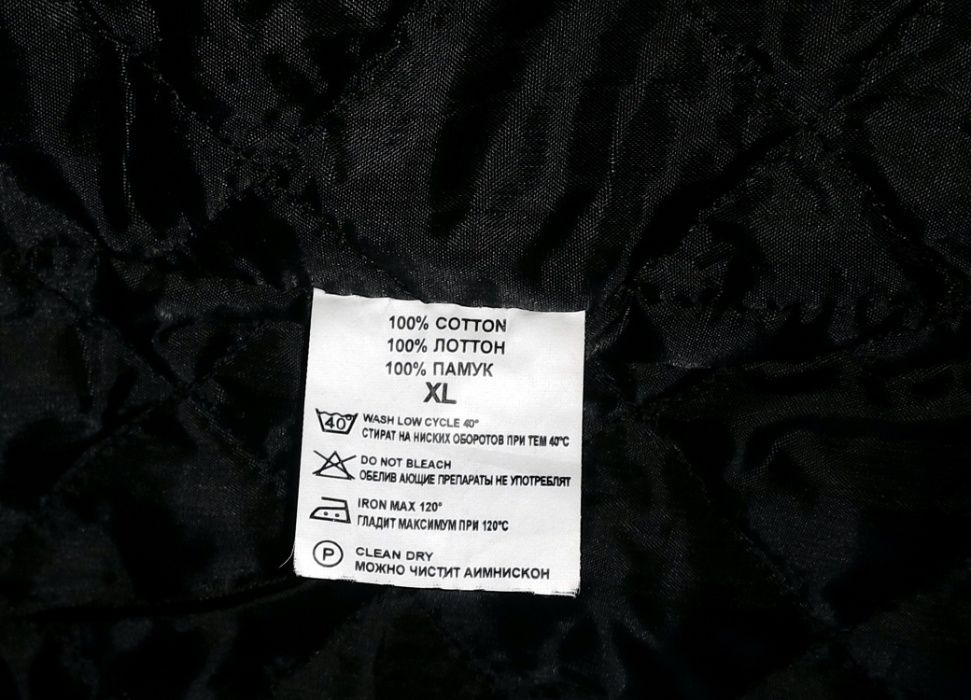 100% COTTON
100% ЛОТТОН
100% ПАМУК
XL
40° WASH LOW CYCLE 40°
СТИРАТ НА НИСКИХ ОБОРОТОВ ПРИ ТЕМ 40°C
DO NOT BLEACH
ОБЕЛИВ АЮЩИЕ ПРЕПАРАТЫ НЕ УПОТРЕБЛЯТ
IRON MAX 120°
ГЛАДИТ МАКСИМУМ ПРИ 120°C
P CLEAN DRY
МОЖНО ЧИСТИТ АИМНИСКОН